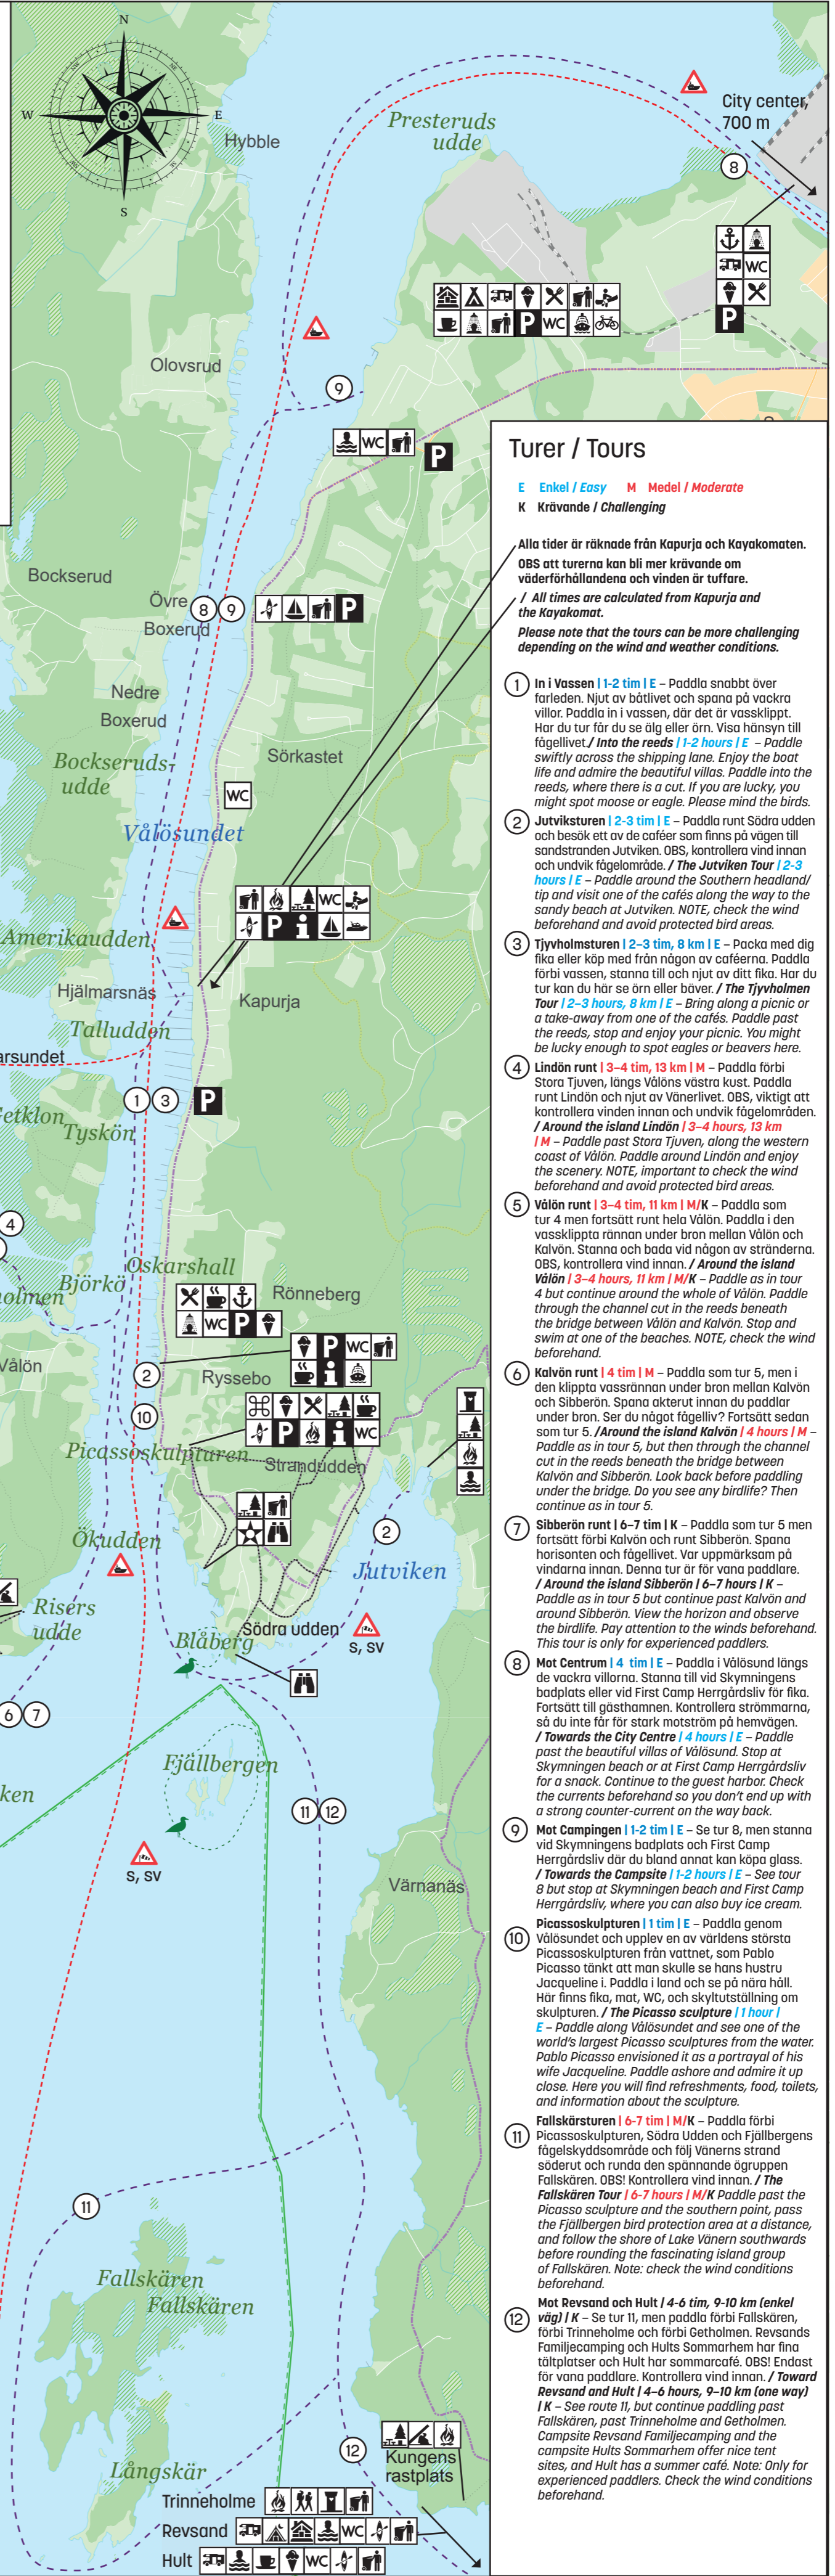 N
W
E
S
Hybble
Presteruds
udde
City center,
700 m
8
WC
P
P
WC
Olovsrud
9
WC
P
Bockserud
Övre
Boxerud
8
9
P
Nedre
Boxerud
Bockseruds-
udde
Sörkastet
WC
Vålösundet
WC
P
i
Amerikaudden
Hjälmarsnäs
Kapurja
Talludden
arsundet
1
3
P
etklon
Tyskön
4
Oskarshall
Björkö
olmen
Rönneberg
WC
P
Vålön
2
P
WC
i
Ryssebo
10
P
i
WC
Picassoskulpturen
Strandudden
2
Ökudden
Jutviken
Risers
udde
Södra udden
S, SV
Blåberg
6
7
Fjällbergen
ken
11
12
S, SV
Värnanäs
11
Fallskären
Fallskären
12
Långskär
Kungens
rastplats
Trinneholme
Revsand
WC
Hult
WC
Turer / Tours
E Enkel / Easy M Medel / Moderate
K Krävande / Challenging
Alla tider är räknade från Kapurja och Kayakomaten.
OBS att turerna kan bli mer krävande om
väderförhållandena och vinden är tuffare.
/ All times are calculated from Kapurja and
the Kayakomat.
Please note that the tours can be more challenging
depending on the wind and weather conditions.
1 In i Vassen | 1-2 tim | E – Paddla snabbt över
farleden. Njut av båtlivet och spana på vackra
villor. Paddla in i vassen, där det är vassklippt.
Har du tur får du se älg eller örn. Visa hänsyn till
fågellivet./ Into the reeds | 1-2 hours | E – Paddle
swiftly across the shipping lane. Enjoy the boat
life and admire the beautiful villas. Paddle into the
reeds, where there is a cut. If you are lucky, you
might spot moose or eagle. Please mind the birds.
2 Jutviksturen | 2-3 tim | E – Paddla runt Södra udden
och besök ett av de caféer som finns på vägen till
sandstranden Jutviken. OBS, kontrollera vind innan
och undvik fågelområde. / The Jutviken Tour | 2-3
hours | E – Paddle around the Southern headland/
tip and visit one of the cafés along the way to the
sandy beach at Jutviken. NOTE, check the wind
beforehand and avoid protected bird areas.
3 Tjyvholmsturen | 2–3 tim, 8 km | E – Packa med dig
fika eller köp med från någon av caféerna. Paddla
förbi vassen, stanna till och njut av ditt fika. Har du
tur kan du här se örn eller bäver. / The Tjyvholmen
Tour | 2–3 hours, 8 km | E – Bring along a picnic or
a take-away from one of the cafés. Paddle past
the reeds, stop and enjoy your picnic. You might
be lucky enough to spot eagles or beavers here.
4 Lindön runt | 3–4 tim, 13 km | M – Paddla förbi
Stora Tjuven, längs Vålöns västra kust. Paddla
runt Lindön och njut av Vänerlivet. OBS, viktigt att
kontrollera vinden innan och undvik fågelområden.
/ Around the island Lindön | 3–4 hours, 13 km
| M – Paddle past Stora Tjuven, along the western
coast of Vålön. Paddle around Lindön and enjoy
the scenery. NOTE, important to check the wind
beforehand and avoid protected bird areas.
5 Vålön runt | 3–4 tim, 11 km | M/K – Paddla som
tur 4 men fortsätt runt hela Vålön. Paddla i den
vassklippta rännan under bron mellan Vålön och
Kalvön. Stanna och bada vid någon av stränderna.
OBS, kontrollera vind innan. / Around the island
Vålön | 3–4 hours, 11 km | M/K – Paddle as in tour
4 but continue around the whole of Vålön. Paddle
through the channel cut in the reeds beneath
the bridge between Vålön and Kalvön. Stop and
swim at one of the beaches. NOTE, check the wind
beforehand.
6 Kalvön runt | 4 tim | M – Paddla som tur 5, men i
den klippta vassrännan under bron mellan Kalvön
och Sibberön. Spana akterut innan du paddlar
under bron. Ser du något fågelliv? Fortsätt sedan
som tur 5. /Around the island Kalvön | 4 hours | M –
Paddle as in tour 5, but then through the chanel
cut in the reeds beneath the bridge between
Kalvön and Sibberön. Look back before paddling
under the bridge. Do you see any birdlife? Then
continue as in tour 5.
7 Sibberön runt | 6–7 tim | K – Paddla som tur 5 men
fortsätt förbi Kalvön och runt Sibberön. Spana
horisonten och fågellivet. Var uppmärksam på
vindarna innan. Denna tur är för vana paddlare.
/ Around the island Sibberön | 6–7 hours | K –
Paddle as in tour 5 but continue past Kalvön and
around Sibberön. View the horizon and observe
the birdlife. Pay attention to the winds beforehand.
This tour is only for experienced paddlers.
8 Mot Centrum | 4 tim | E – Paddla i Vålösund längs
de vackra villorna. Stanna till vid Skymningens
badplats eller vid First Camp Herrgårdsliv för fika.
Fortsätt till gästhamnen. Kontrollera strömmarna,
så du inte får för stark motström på hemvägen.
/ Towards the City Centre | 4 hours | E – Paddle
past the beautiful villas of Välösund. Stop at
Skymningen beach or at First Camp Herrgårdsliv
for a snack. Continue to the guest harbor. Check
the currents beforehand so you don't end up with
a strong counter-current on the way back.
9 Mot Campingen | 1-2 tim | E – Se tur 8, men stanna
vid Skymningens badplats och First Camp
Herrgårdsliv där du bland annat kan köpa glass.
/ Towards the Campsite | 1-2 hours | E – See tour
8 but stop at Skymningen beach and First Camp
Herrgårdsliv, where you can also buy ice cream.
10 Picassoskulpturen | 1 tim | E – Paddla genom
Vålösundet och upplev en av världens största
Picassoskulpturen från vattnet, som Pablo
Picasso tänkt att man skulle se hans hustru
Jacqueline i. Paddla i land och se på nära håll.
Här finns fika, mat, WC, och skyltutställning om
skulpturen. / The Picasso sculpture | 1 hour |
E – Paddle along Vålösundet and see one of the
world's largest Picasso sculptures from the water.
Pablo Picasso envisioned it as a portrayal of his
wife Jacqueline. Paddle ashore and admire it up
close. Here you will find refreshments, food, toilets,
and information about the sculpture.
11 Fallskärsturen | 6-7 tim | M/K – Paddla förbi
Picassoskulpturen, Södra Udden och Fjällbergens
fågelskyddsområde och följ Vänerns strand
söderut och runda den spännande ögruppen
Fallskären. OBS! Kontrollera vind innan. / The
Fallskären Tour | 6-7 hours | M/K Paddle past the
Picasso sculpture and the southern point, pass
the Fjällbergen bird protection area at a distance,
and follow the shore of Lake Vänern southwards
before rounding the fascinating island group
of Fallskären. Note: check the wind conditions
beforehand.
12 Mot Revsand och Hult | 4-6 tim, 9-10 km (enkel
väg) | K – Se tur 11, men paddla förbi Fallskären,
förbi Trinneholme och förbi Getholmen. Revsands
Familjecamping och Hults Sommarhem har fina
tältplatser och Hult har sommarcafé. OBS! Endast
för vana paddlare. Kontrollera vind innan. / Toward
Revsand and Hult | 4–6 hours, 9–10 km (one way)
| K – See route 11, but continue paddling past
Fallskären, past Trinneholme and Getholmen.
Campsite Revsand Familjecamping and the
campsite Hults Sommarhem offer nice tent
sites, and Hult has a summer café. Note: Only for
experienced paddlers. Check the wind conditions
beforehand.